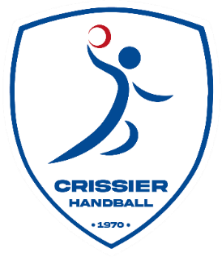 CRISSIER
HANDBALL
• 1970 •